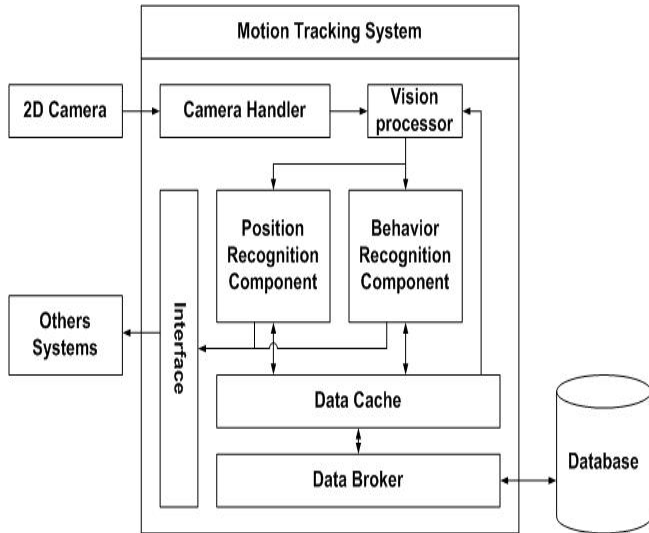 Motion Tracking System
2D Camera
Camera Handler
Vision
processor
Position
Recognition
Component
Behavior
Recognition
Component
Interface
Others
Systems
Data Cache
Data Broker
Database